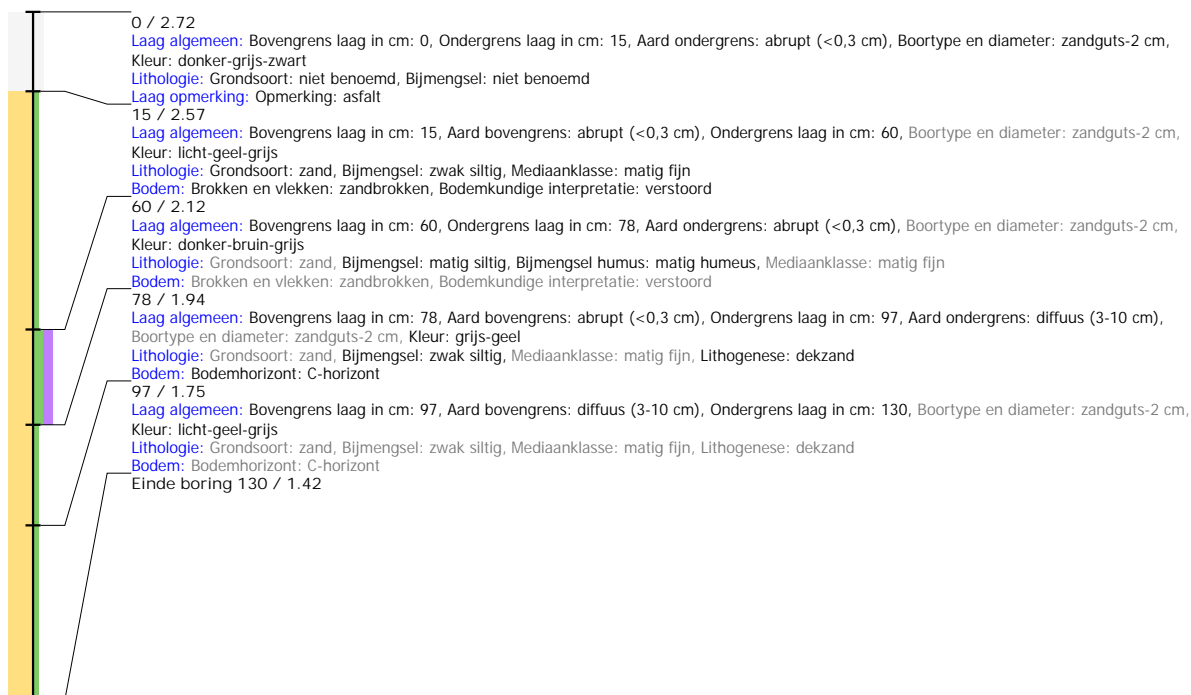 0 / 2.72
Laag algemeen: Bovengrens laag in cm: 0, Ondergrens laag in cm: 15, Aard ondergrens: abrupt (<0,3 cm), Boortype en diameter: zandguts-2 cm,
Kleur: donker-grijs-zwart
Lithologie: Grondsoort: niet benoemd, Bijmengsel: niet benoemd
Laag opmerking: Opmerking: asfalt
15 / 2.57
Laag algemeen: Bovengrens laag in cm: 15, Aard bovengrens: abrupt (<0,3 cm), Ondergrens laag in cm: 60, Boortype en diameter: zandguts-2 cm,
Kleur: licht-geel-grijs
Lithologie: Grondsoort: zand, Bijmengsel: zwak siltig, Mediaanklasse: matig fijn
Bodem: Brokken en vlekken: zandbrokken, Bodemkundige interpretatie: verstoord
60 / 2.12
Laag algemeen: Bovengrens laag in cm: 60, Ondergrens laag in cm: 78, Aard ondergrens: abrupt (<0,3 cm), Boortype en diameter: zandguts-2 cm,
Kleur: donker-bruin-grijs
Lithologie: Grondsoort: zand, Bijmengsel: matig siltig, Bijmengsel humus: matig humeus, Mediaanklasse: matig fijn
Bodem: Brokken en vlekken: zandbrokken, Bodemkundige interpretatie: verstoord
78 / 1.94
Laag algemeen: Bovengrens laag in cm: 78, Aard bovengrens: abrupt (<0,3 cm), Ondergrens laag in cm: 97, Aard ondergrens: diffuus (3-10 cm),
Boortype en diameter: zandguts-2 cm, Kleur: grijs-geel
Lithologie: Grondsoort: zand, Bijmengsel: zwak siltig, Mediaanklasse: matig fijn, Lithogenese: dekzand
Bodem: Bodemhorizont: C-horizont
97 / 1.75
Laag algemeen: Bovengrens laag in cm: 97, Aard bovengrens: diffuus (3-10 cm), Ondergrens laag in cm: 130, Boortype en diameter: zandguts-2 cm,
Kleur: licht-geel-grijs
Lithologie: Grondsoort: zand, Bijmengsel: zwak siltig, Mediaanklasse: matig fijn, Lithogenese: dekzand
Bodem: Bodemhorizont: C-horizont
Einde boring 130 / 1.42